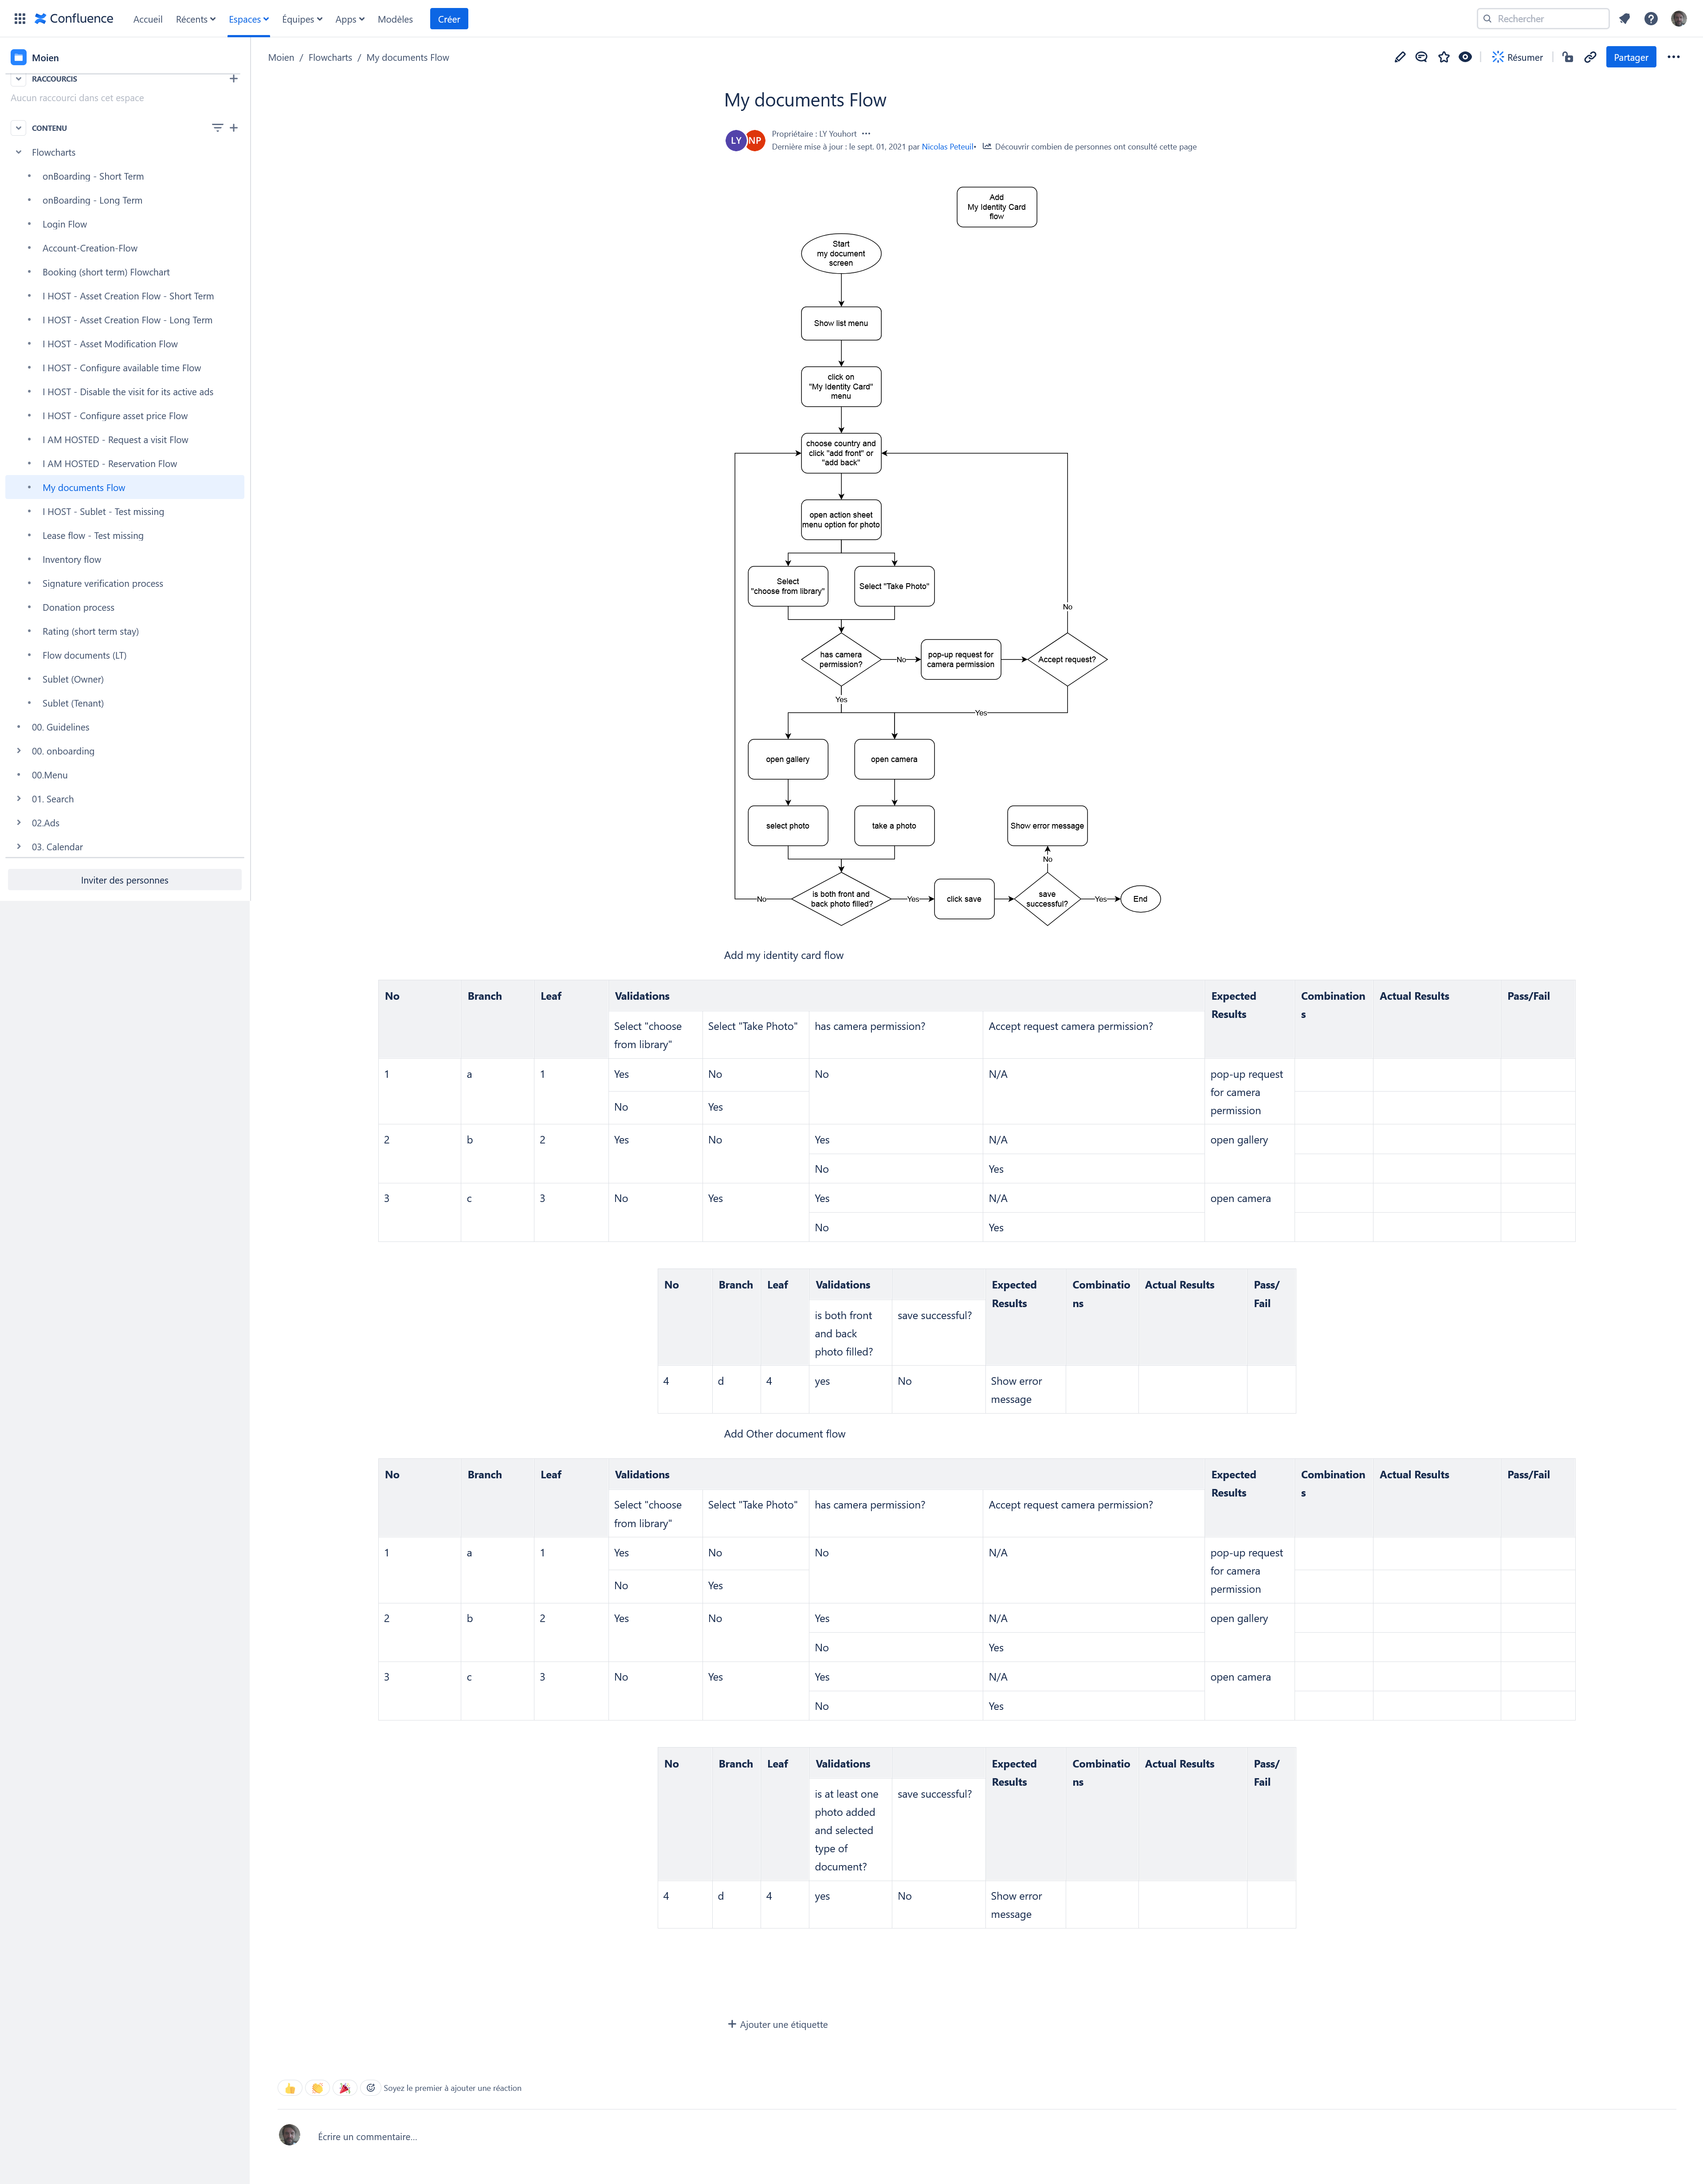 Confluence
Accueil
Récents
Espaces
Équipes
Apps
Modèles
Créer
Rechercher
Moien
RACCOURCIS
Aucun raccourci dans cet espace
CONTENU
Flowcharts
onBoarding - Short Term
onBoarding - Long Term
Login Flow
Account-Creation-Flow
Booking (short term) Flowchart
I HOST - Asset Creation Flow - Short Term
I HOST - Asset Creation Flow - Long Term
I HOST - Asset Modification Flow
I HOST - Configure available time Flow
I HOST - Disable the visit for its active ads
I HOST - Configure asset price Flow
I AM HOSTED - Request a visit Flow
I AM HOSTED - Reservation Flow
My documents Flow
I HOST - Sublet - Test missing
Lease flow - Test missing
Inventory flow
Signature verification process
Donation process
Rating (short term stay)
Flow documents (LT)
Sublet (Owner)
Sublet (Tenant)
00. Guidelines
00. onboarding
00.Menu
01. Search
02.Ads
03. Calendar
Inviter des personnes
Moien / Flowcharts / My documents Flow
Résumer
Partager
My documents Flow
LY NP
Propriétaire : LY Youhort
Dernière mise à jour : le sept. 01, 2021 par Nicolas Peteuil• Découvrir combien de personnes ont consulté cette page
Add
My Identity Card
flow
Start
my document
screen
Show list menu
click on
"My Identity Card"
menu
choose country and
click "add front" or
"add back"
open action sheet
menu option for photo
Select
"choose from library"
Select "Take Photo"
No
has camera
permission?
No
pop-up request for
camera permission
Accept request?
Yes
Yes
open gallery
open camera
select photo
take a photo
Show error message
No
No
is both front and
back photo filled?
Yes
click save
save
successful?
Yes
End
Add my identity card flow
No Branch Leaf Validations Expected Combination Actual Results Pass/Fail
Results s
Select "choose Select "Take Photo" has camera permission? Accept request camera permission?
from library"
1 a 1 Yes No No N/A pop-up request
for camera
No Yes permission
2 b 2 Yes No Yes N/A open gallery
No Yes
3 c 3 No Yes Yes N/A open camera
No Yes
No Branch Leaf Validations Expected Combinatio Actual Results Pass/
Results ns Fail
is both front save successful?
and back
photo filled?
4 d 4 yes No Show error
message
Add Other document flow
No Branch Leaf Validations Expected Combination Actual Results Pass/Fail
Results s
Select "choose Select "Take Photo" has camera permission? Accept request camera permission?
from library"
1 a 1 Yes No No N/A pop-up request
for camera
No Yes permission
2 b 2 Yes No Yes N/A open gallery
No Yes
3 c 3 No Yes Yes N/A open camera
No Yes
No Branch Leaf Validations Expected Combinatio Actual Results Pass/
Results ns Fail
is at least one save successful?
photo added
and selected
type of
document?
4 d 4 yes No Show error
message
Ajouter une étiquette
Soyez le premier à ajouter une réaction
Écrire un commentaire…